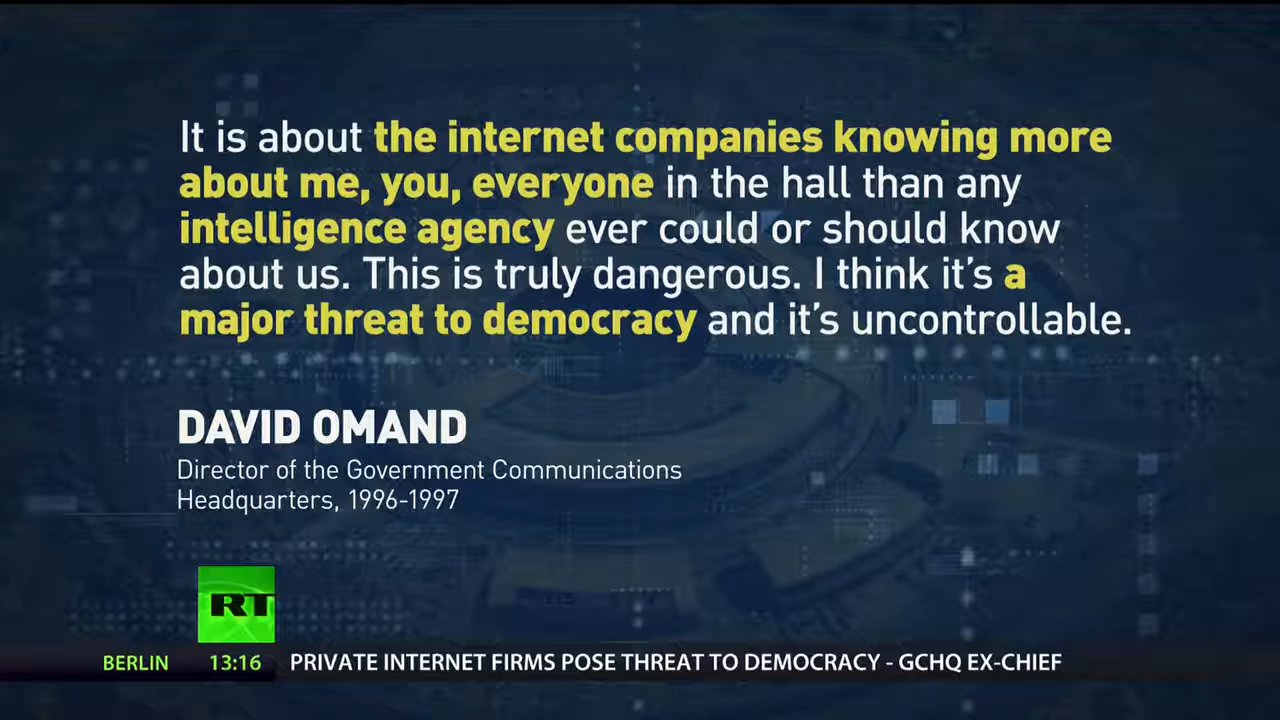 It is about the internet companies knowing more
about me, you, everyone in the hall than any
intelligence agency ever could or should know
about us. This is truly dangerous. I think it's a
major threat to democracy and it's uncontrollable.
DAVID OMAND
Director of the Government Communications
Headquarters, 1996-1997
RT
BERLIN 13:16 PRIVATE INTERNET FIRMS POSE THREAT TO DEMOCRACY - GCHQ EX-CHIEF